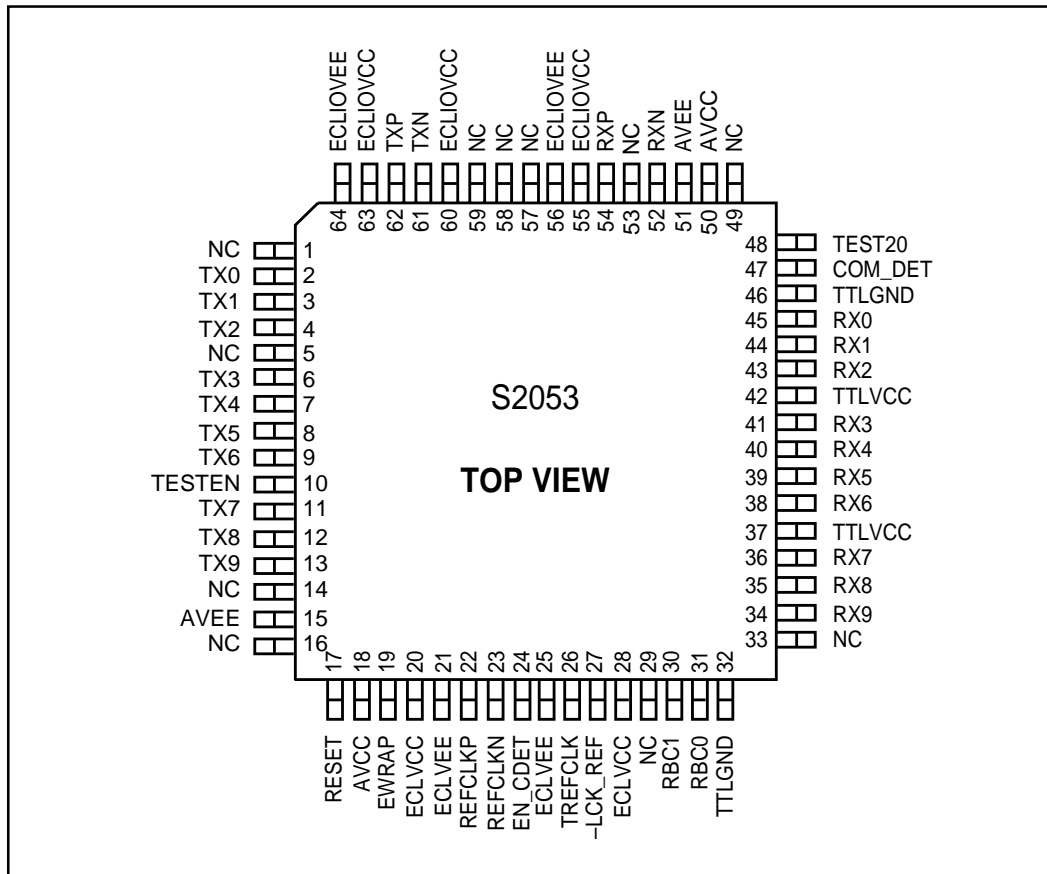 ECLIOVEE
ECLIOVCC
TXP
TXN
ECLIOVCC
NC
NC
NC
ECLIOVEE
ECLIOVCC
RXP
NC
RXN
AVEE
AVCC
NC
64
63
62
61
60
59
58
57
56
55
54
53
52
51
50
49
NC 1
TX0 2
TX1 3
TX2 4
NC 5
TX3 6
TX4 7
TX5 8
TX6 9
TESTEN 10
TX7 11
TX8 12
TX9 13
NC 14
AVEE 15
NC 16
S2053
TOP VIEW
48 TEST20
47 COM_DET
46 TTLGND
45 RX0
44 RX1
43 RX2
42 TTLVCC
41 RX3
40 RX4
39 RX5
38 RX6
37 TTLVCC
36 RX7
35 RX8
34 RX9
33 NC
17
18
19
20
21
22
23
24
25
26
27
28
29
30
31
32
RESET
AVCC
EWRAP
ECLVCC
ECLVEE
REFCLKP
REFCLKN
EN_CDET
ECLVEE
TREFCLK
–LCK_REF
ECLVCC
NC
RBC1
RBC0
TTLGND